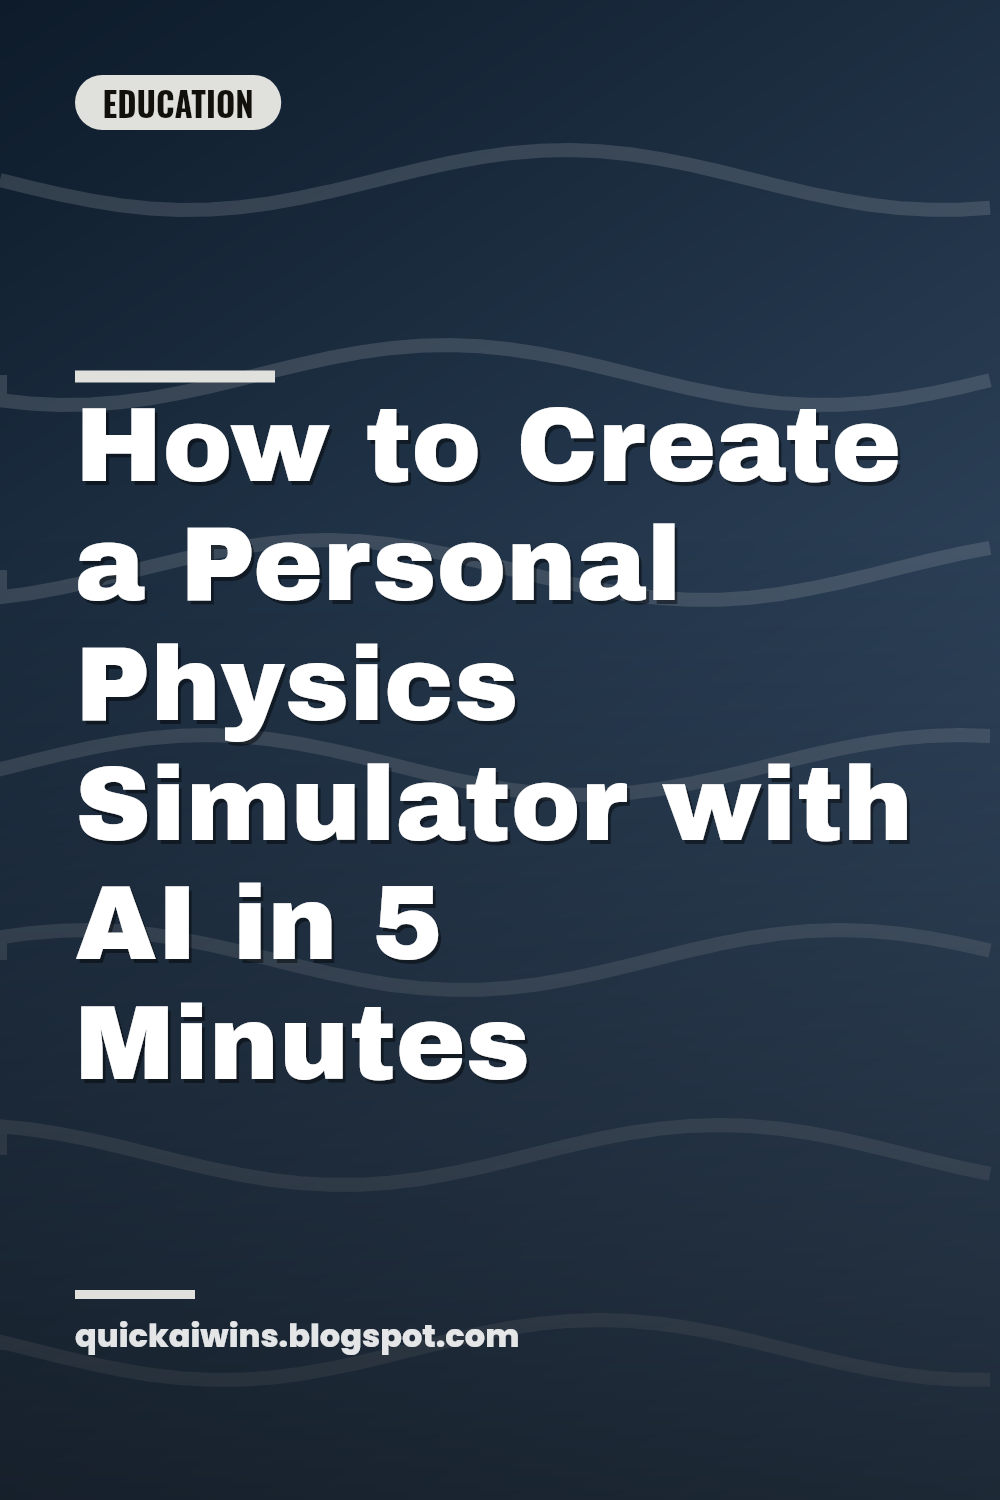 EDUCATION
How to Create
a Personal
Physics
Simulator with
AI in 5
Minutes
quickaiwins.blogspot.com